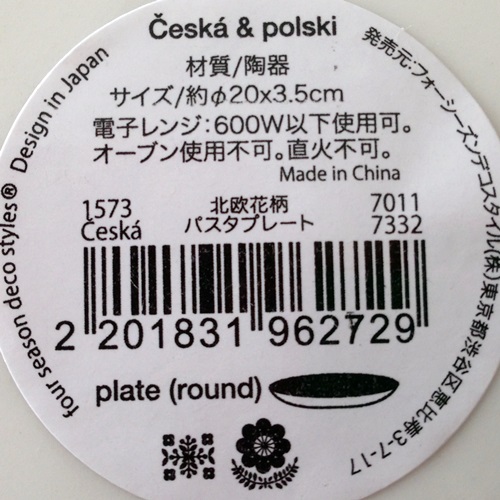 Česká & polski
材質/陶器
サイズ/約φ20x3.5cm
電子レンジ:600W以下使用可。
オーブン使用不可。直火不可。
Made in China
1573 北欧花柄 7011
Česká パスタプレート 7332
2 201831 962729
plate (round)
four season deco styles® Design in Japan
発売元:フォーシーズンデコスタイル(株)東京都渋谷区恵比寿3-7-17